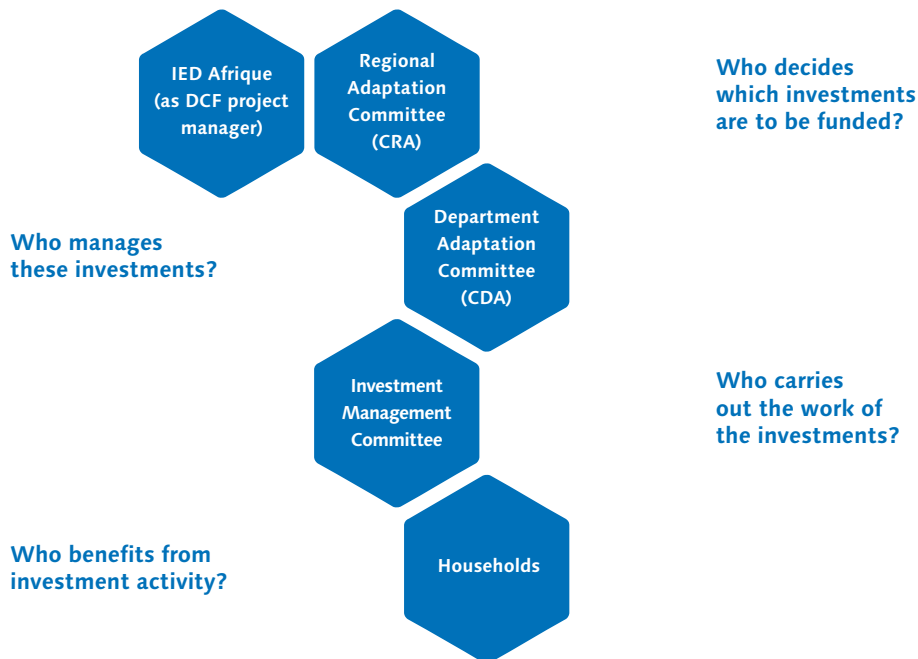 IED Afrique
(as DCF project
manager)
Regional
Adaptation
Committee
(CRA)
Who decides
which investments
are to be funded?
Who manages
these investments?
Department
Adaptation
Committee
(CDA)
Investment
Management
Committee
Who carries
out the work of
the investments?
Who benefits from
investment activity?
Households